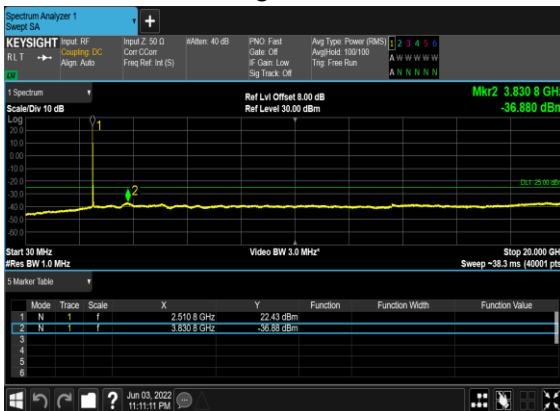 Spectrum Analyzer 1
Swept SA
+
KEYSIGHT Input: RF Input Z: 50 Ω #Atten: 40 dB PNO: Fast Avg Type: Power (RMS) 1 2 3 4 5 6
RLT Coupling: DC Corr CCorr Gate: Off Avg|Hold: 100/100 A W W W W W
Align: Auto Freq Ref: Int (S) IF Gain: Low Trig: Free Run
Sig Track: Off A N N N N N
LV
1 Spectrum Ref Lvl Offset 8.00 dB Mkr2 3.830 8 GHz
Scale/Div 10 dB Ref Level 30.00 dBm -36.880 dBm
Log
1
20.0
10.0
0.00
-10.0
-20.0 DL1 -25.00 dBm
-30.0 2
-40.0
-50.0
-60.0
Start 30 MHz Video BW 3.0 MHz* Stop 20.000 GHz
#Res BW 1.0 MHz Sweep ~38.3 ms (40001 pts)
5 Marker Table
Mode Trace Scale X Y Function Function Width Function Value
1 N 1 f 2.510 8 GHz 22.43 dBm
2 N 1 f 3.830 8 GHz -36.88 dBm
3
4
5
6
? Jun 03, 2022
11:11:11 PM